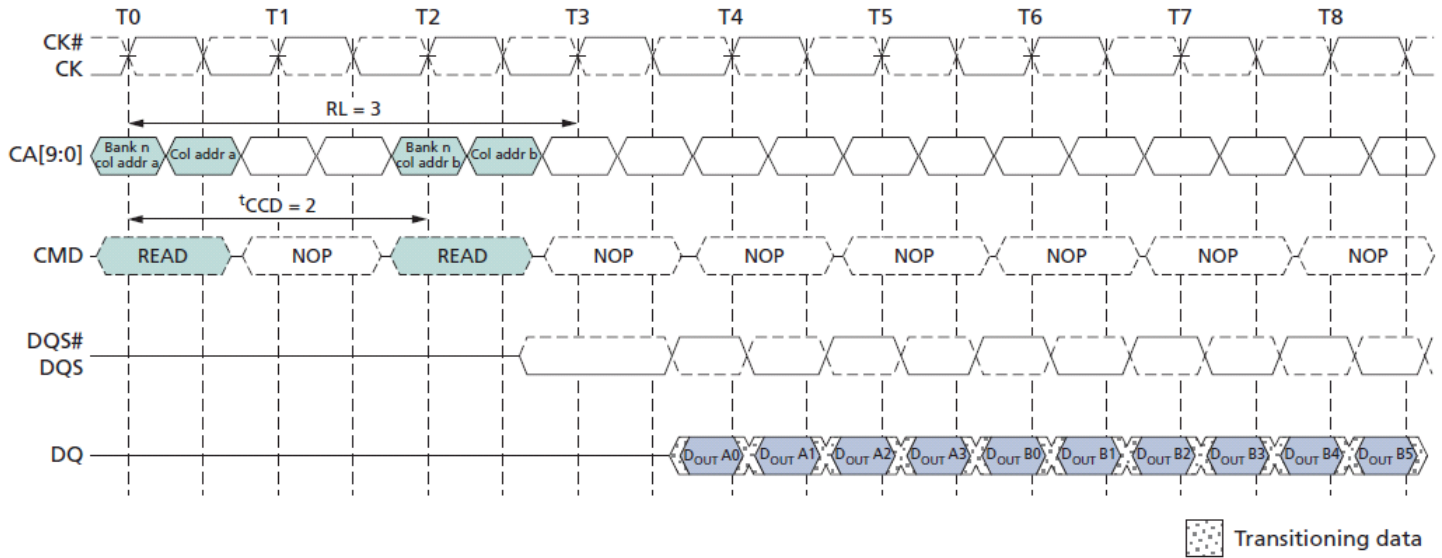 T0 T1 T2 T3 T4 T5 T6 T7 T8
CK#
CK
RL = 3
CA[9:0]
Bank n
col addr a
Col addr a
Bank n
col addr b
Col addr b
tCCD = 2
CMD READ NOP READ NOP NOP NOP NOP NOP NOP
DQS#
DQS
DQ DOUT A0 DOUT A1 DOUT A2 DOUT A3 DOUT B0 DOUT B1 DOUT B2 DOUT B3 DOUT B4 DOUT B5
Transitioning data